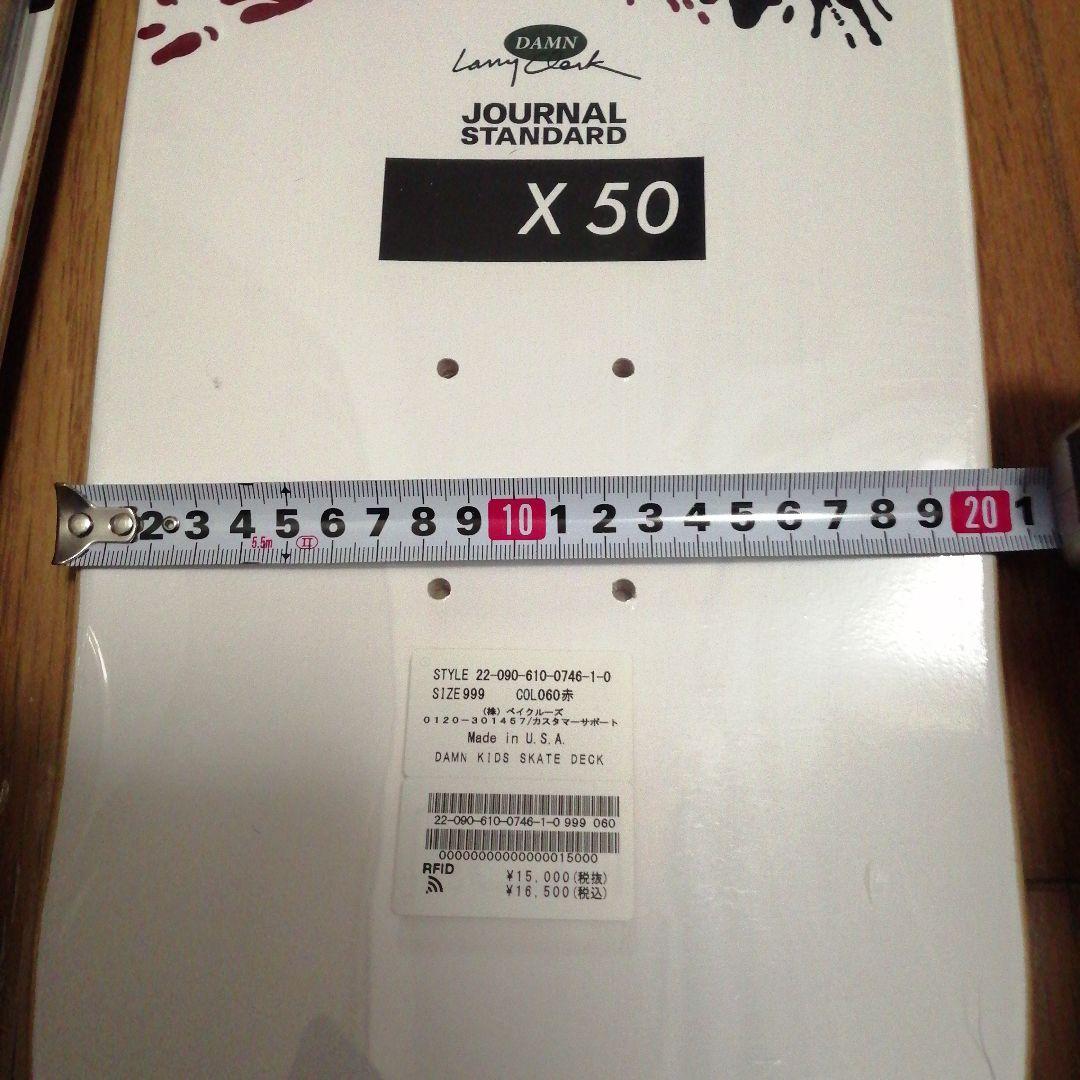 DAMN
Larry Clark
JOURNAL
STANDARD
X 50
2 3 4 5 6 7 8 9 10 1 2 3 4 5 6 7 8 9 20 1
5.5m II
STYLE 22-090-610-0746-1-0
SIZE 999 COL060赤
(株) ベイクルーズ
0120-301457/カスタマーサポート
Made in U.S.A.
DAMN KIDS SKATE DECK
22-090-610-0746-1-0 999 060
00000000000000015000
RFID
¥15,000(税抜)
¥16,500(税込)